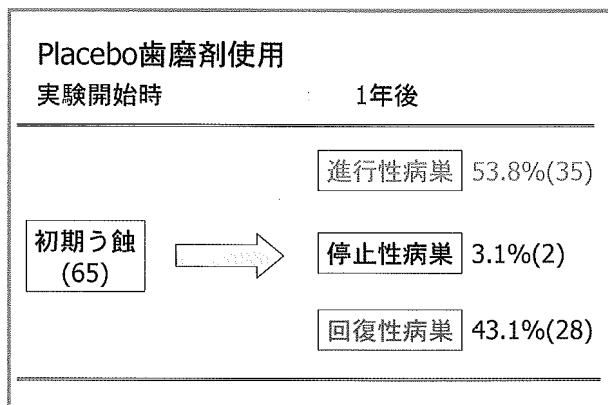 Placebo歯磨剤使用
実験開始時 1年後
進行性病巣 53.8%(35)
初期う蝕
(65)
停止性病巣 3.1%(2)
回復性病巣 43.1%(28)